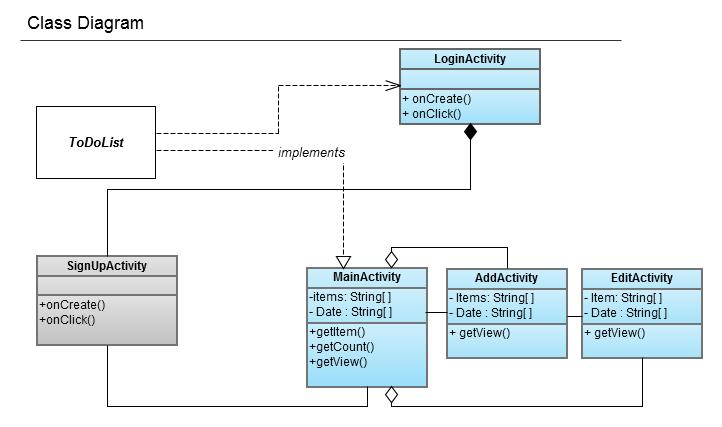 Class Diagram
LoginActivity
+ onCreate()
+ onClick()
ToDoList
implements
SignUpActivity
+onCreate()
+onClick()
MainActivity
-items: String[ ]
- Date : String[ ]
+getItem()
+getCount()
+getView()
AddActivity
- Items: String[ ]
- Date : String[ ]
+ getView()
EditActivity
- Item: String[ ]
- Date : String[ ]
+ getView()